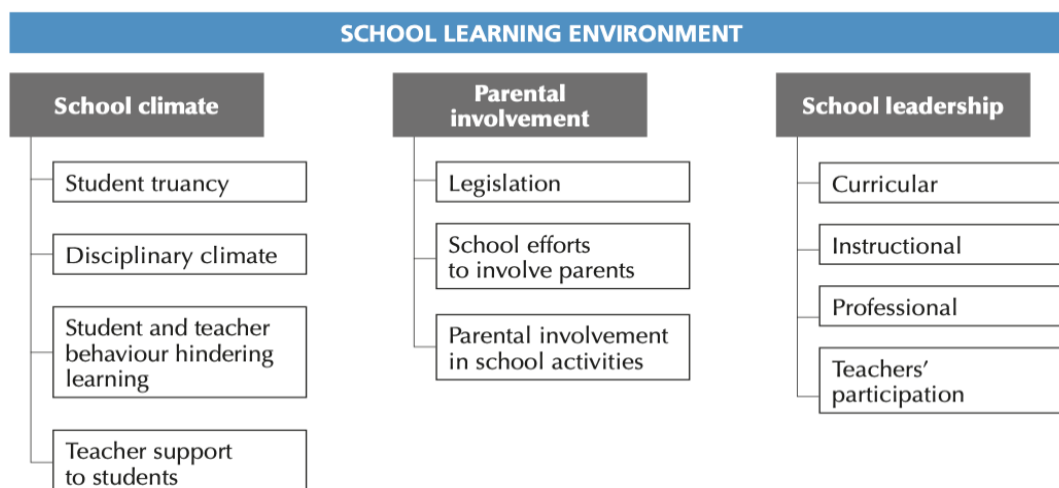 SCHOOL LEARNING ENVIRONMENT
School climate
Student truancy
Disciplinary climate
Student and teacher
behaviour hindering
learning
Teacher support
to students
Parental
involvement
Legislation
School efforts
to involve parents
Parental involvement
in school activities
School leadership
Curricular
Instructional
Professional
Teachers’
participation